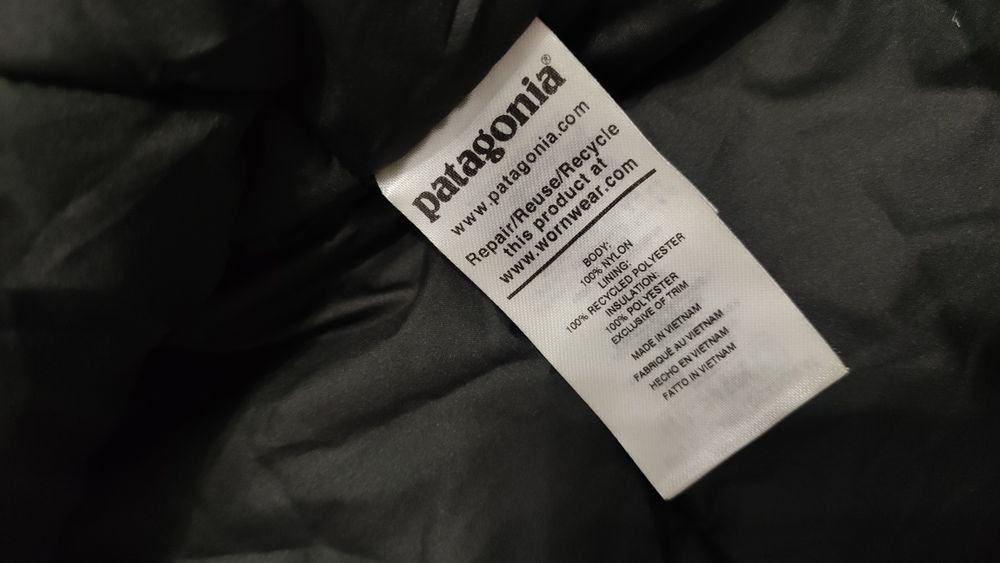 patagonia®
www.patagonia.com
Repair/Reuse/Recycle
this product at
www.wornwear.com
BODY:
100% NYLON
LINING:
100% RECYCLED POLYESTER
INSULATION:
100% POLYESTER
EXCLUSIVE OF TRIM
MADE IN VIETNAM
FABRIQUÉ AU VIETNAM
HECHO EN VIETNAM
FATTO IN VIETNAM